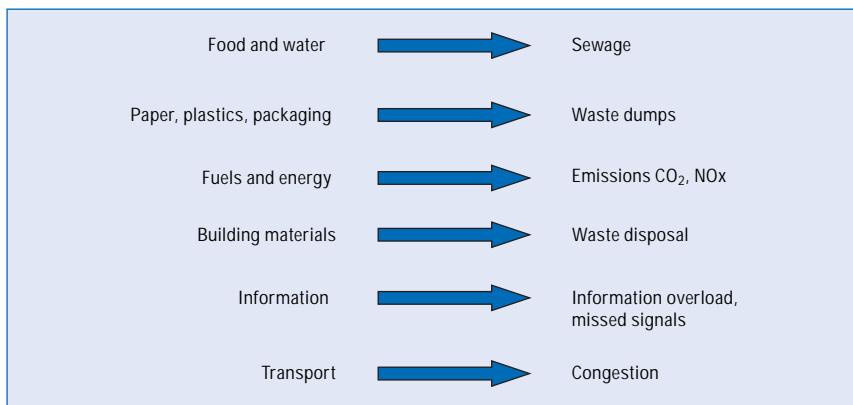 Food and water Sewage
Paper, plastics, packaging Waste dumps
Fuels and energy Emissions CO₂, NOx
Building materials Waste disposal
Information Information overload,
missed signals
Transport Congestion